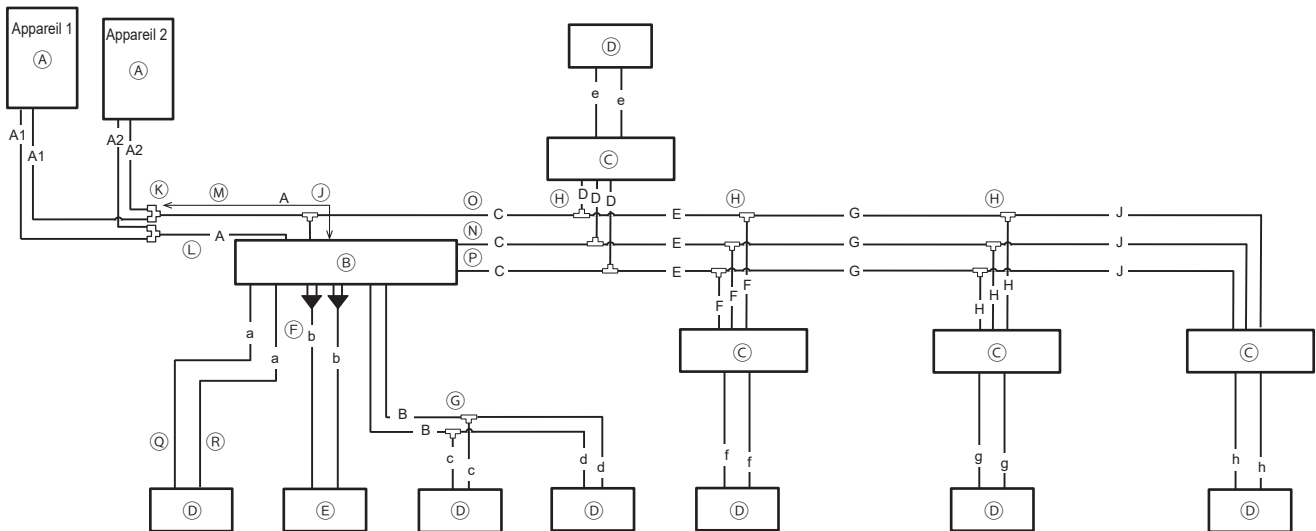 Appareil 1
Appareil 2
Ⓐ
Ⓐ
Ⓓ
e e
A1
A1
A2
A2
Ⓒ
Ⓚ Ⓜ A Ⓙ
Ⓞ C Ⓗ D D D E Ⓗ G Ⓗ J
Ⓛ A
Ⓝ C E G J
Ⓑ
Ⓟ C E G J
F F F
H H H
a a
Ⓕ b b
Ⓒ Ⓒ Ⓒ
B Ⓖ
B
Ⓠ Ⓡ
c c d d f f g g h h
Ⓓ Ⓔ Ⓓ Ⓓ Ⓓ Ⓓ Ⓓ